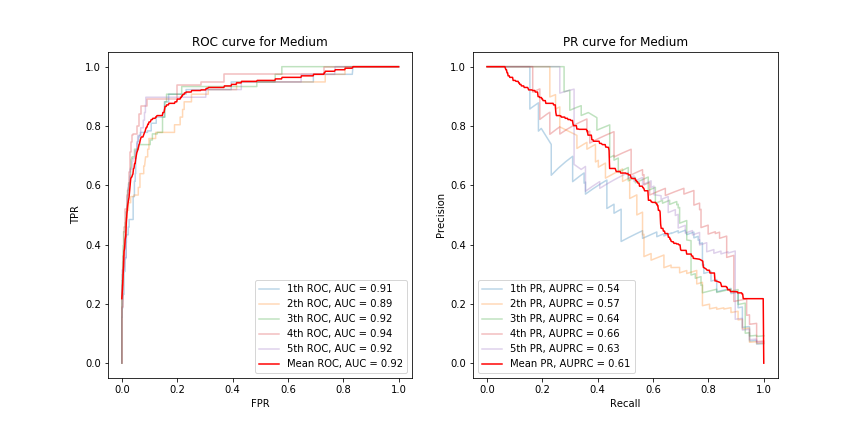 ROC curve for Medium
TPR
1.0
0.8
0.6
0.4
0.2
0.0
1th ROC, AUC = 0.91
2th ROC, AUC = 0.89
3th ROC, AUC = 0.92
4th ROC, AUC = 0.94
5th ROC, AUC = 0.92
Mean ROC, AUC = 0.92
0.0 0.2 0.4 0.6 0.8 1.0
FPR
PR curve for Medium
Precision
1.0
0.8
0.6
0.4
0.2
0.0
1th PR, AUPRC = 0.54
2th PR, AUPRC = 0.57
3th PR, AUPRC = 0.64
4th PR, AUPRC = 0.66
5th PR, AUPRC = 0.63
Mean PR, AUPRC = 0.61
0.0 0.2 0.4 0.6 0.8 1.0
Recall